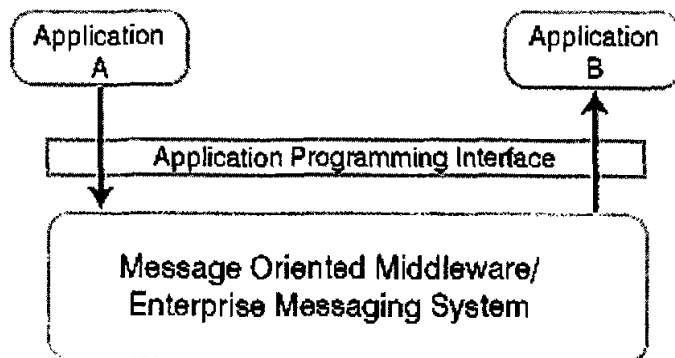 Application
A
Application
B
Application Programming Interface
Message Oriented Middleware/
Enterprise Messaging System